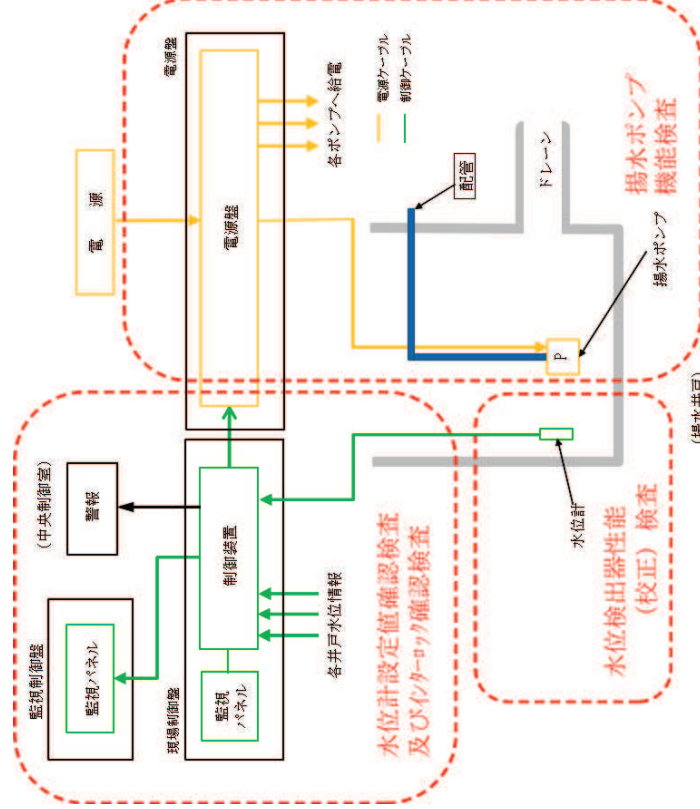 監視制御盤
監視パネル
(中央制御室)
警報
電 源
現場制御盤
監視
パネル
制御装置
電源盤
電源盤
各井戸水位情報
各ポンプへ給電
電源ケーブル
制御ケーブル
水位計設定値確認検査
及びインターロック確認検査
配管
ドレーン
P
水位計
揚水ポンプ
水位検出器性能
(校正)検査
揚水ポンプ
機能検査
(揚水井戸)